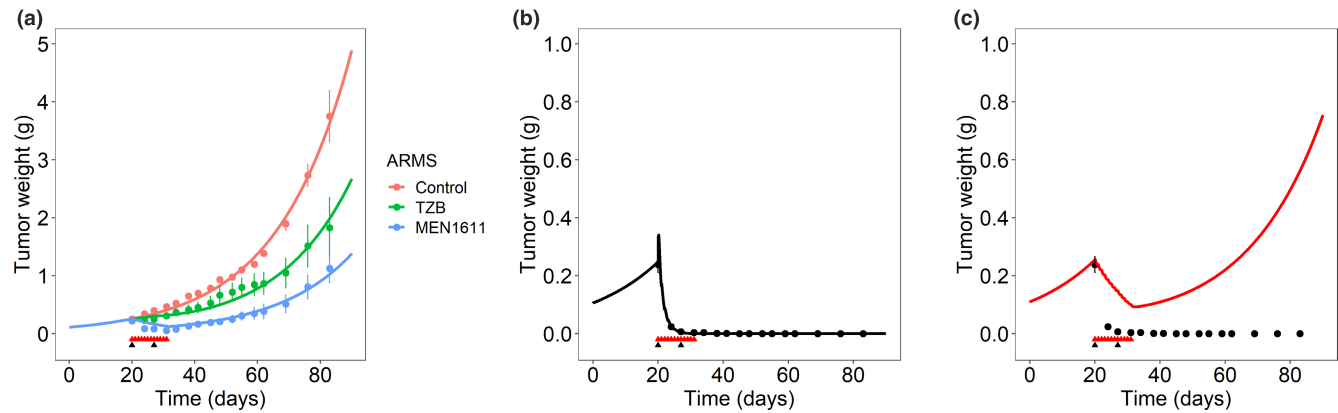 (a)
5
4
3
2
1
0
Tumor weight (g)
0 20 40 60 80
Time (days)
ARMS
Control
TZB
MEN1611
(b)
1.0
0.8
0.6
0.4
0.2
0.0
Tumor weight (g)
0 20 40 60 80
Time (days)
(c)
1.0
0.8
0.6
0.4
0.2
0.0
Tumor weight (g)
0 20 40 60 80
Time (days)